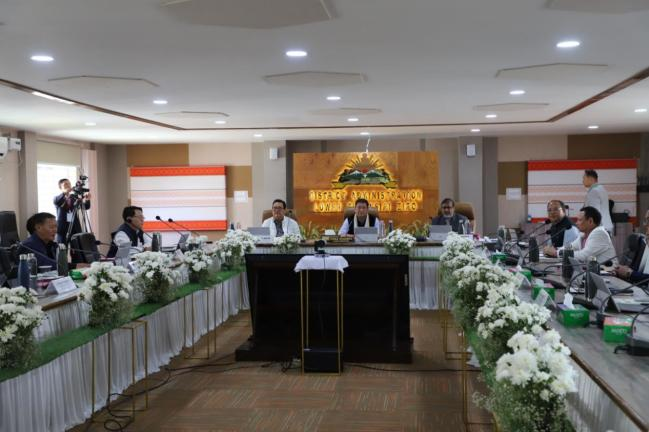 DISTRICT ADMINISTRATION
LOWER SUBANSIRI ZIRO